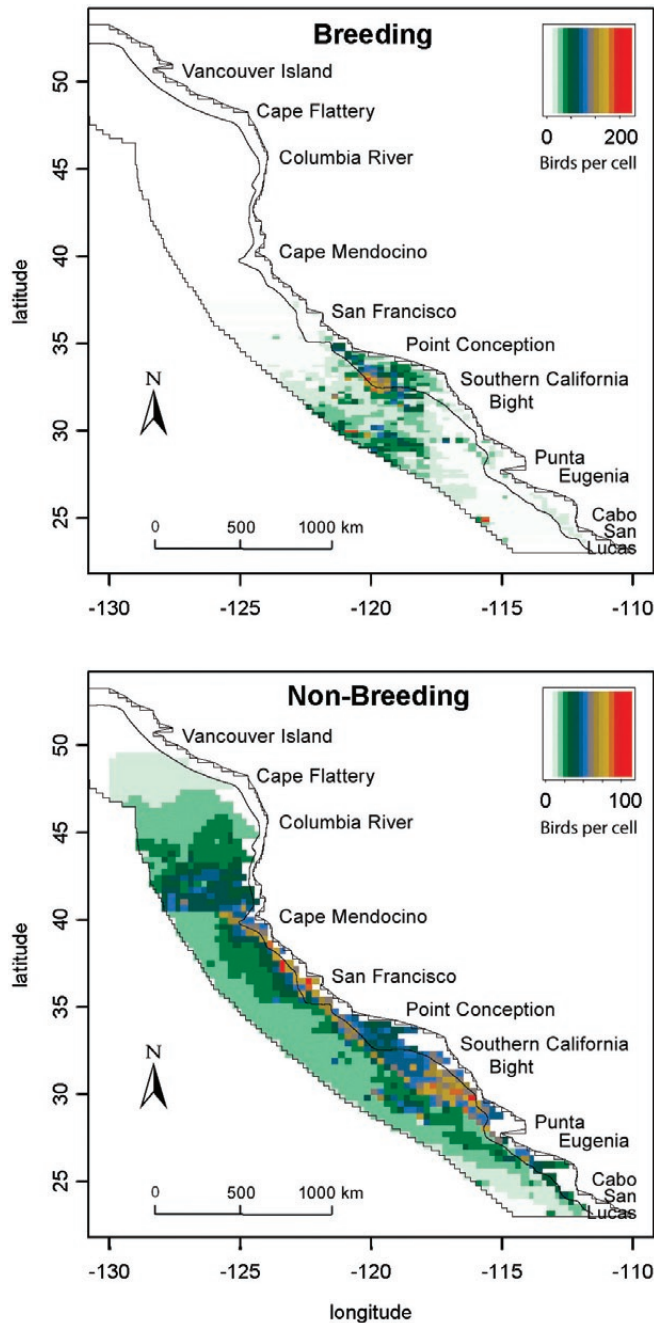 Breeding
0 200
Birds per cell
Vancouver Island
Cape Flattery
Columbia River
Cape Mendocino
San Francisco
Point Conception
Southern California
Bight
Punta
Eugenia
Cabo
San
Lucas
N
0 500 1000 km
latitude
50
45
40
35
30
25
-130 -125 -120 -115 -110
Non-Breeding
0 100
Birds per cell
Vancouver Island
Cape Flattery
Columbia River
Cape Mendocino
San Francisco
Point Conception
Southern California
Bight
Punta
Eugenia
Cabo
San
Lucas
N
0 500 1000 km
latitude
50
45
40
35
30
25
-130 -125 -120 -115 -110
longitude